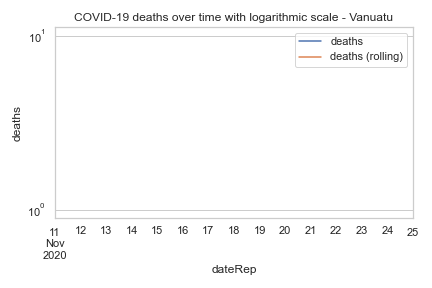 COVID-19 deaths over time with logarithmic scale - Vanuatu
10¹
deaths
deaths (rolling)
deaths
10⁰
11 12 13 14 15 16 17 18 19 20 21 22 23 24 25
Nov
2020
dateRep